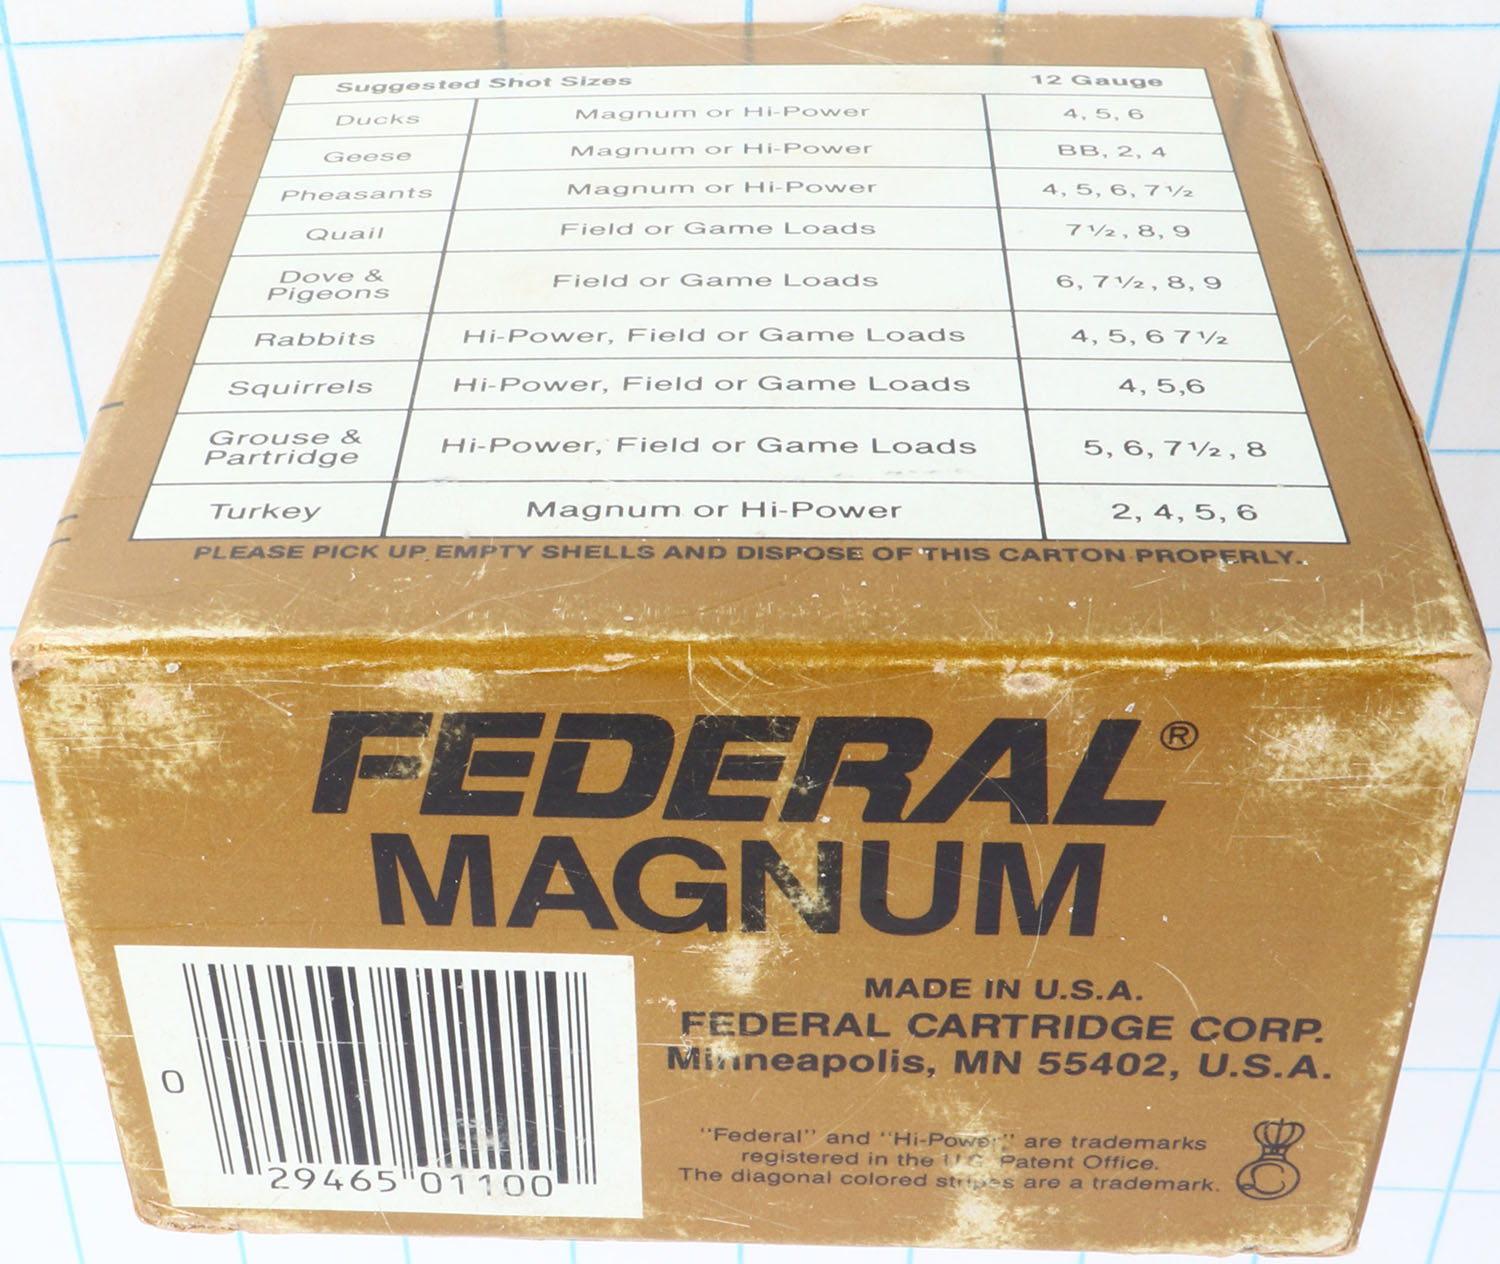 Suggested Shot Sizes 12 Gauge
Ducks Magnum or Hi-Power 4, 5, 6
Geese Magnum or Hi-Power BB, 2, 4
Pheasants Magnum or Hi-Power 4, 5, 6, 7½
Quail Field or Game Loads 7½, 8, 9
Dove &
Pigeons Field or Game Loads 6, 7½, 8, 9
Rabbits Hi-Power, Field or Game Loads 4, 5, 6 7½
Squirrels Hi-Power, Field or Game Loads 4, 5,6
Grouse &
Partridge Hi-Power, Field or Game Loads 5, 6, 7½, 8
Turkey Magnum or Hi-Power 2, 4, 5, 6
PLEASE PICK UP EMPTY SHELLS AND DISPOSE OF THIS CARTON PROPERLY.
FEDERAL®
MAGNUM
MADE IN U.S.A.
FEDERAL CARTRIDGE CORP.
Minneapolis, MN 55402, U.S.A.
"Federal" and "Hi-Power" are trademarks
registered in the U.S. Patent Office.
The diagonal colored stripes are a trademark.
0 29465 01100